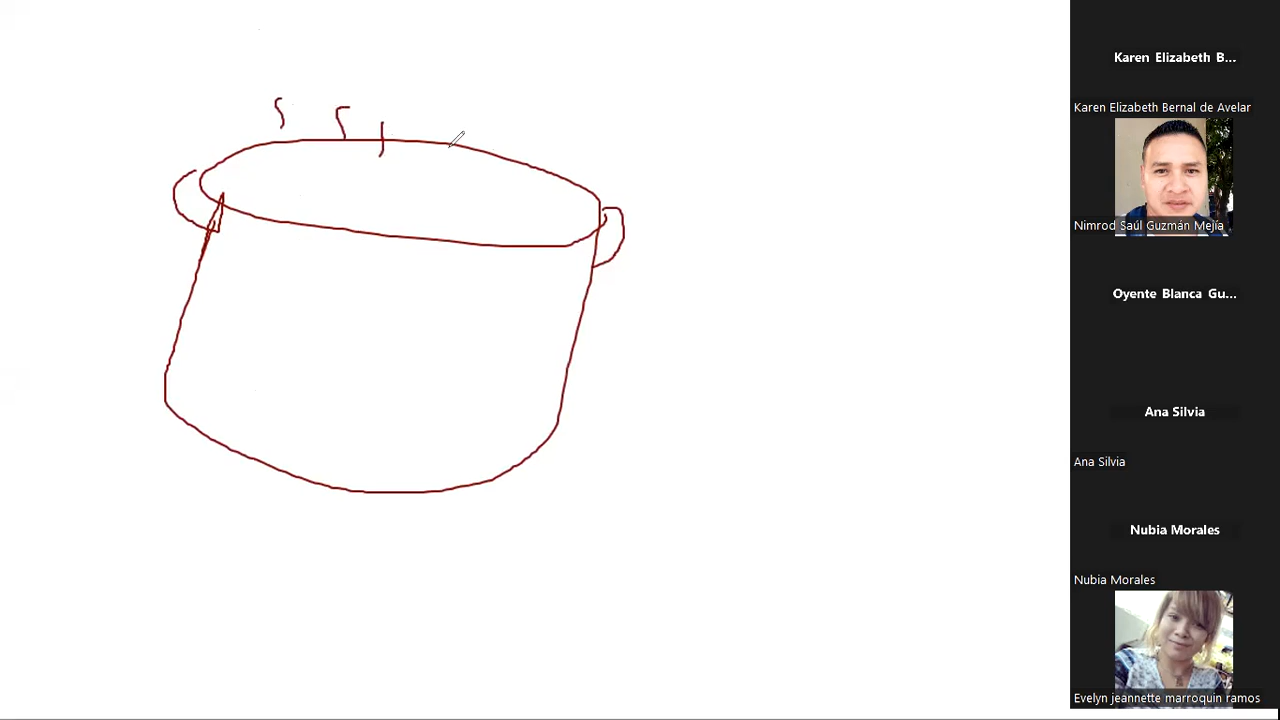 Karen Elizabeth B...
Karen Elizabeth Bernal de Avelar
Nimrod Saúl Guzmán Mejía
Oyente Blanca Gu...
Ana Silvia
Ana Silvia
Nubia Morales
Nubia Morales
Evelyn jeannette marroquin ramos